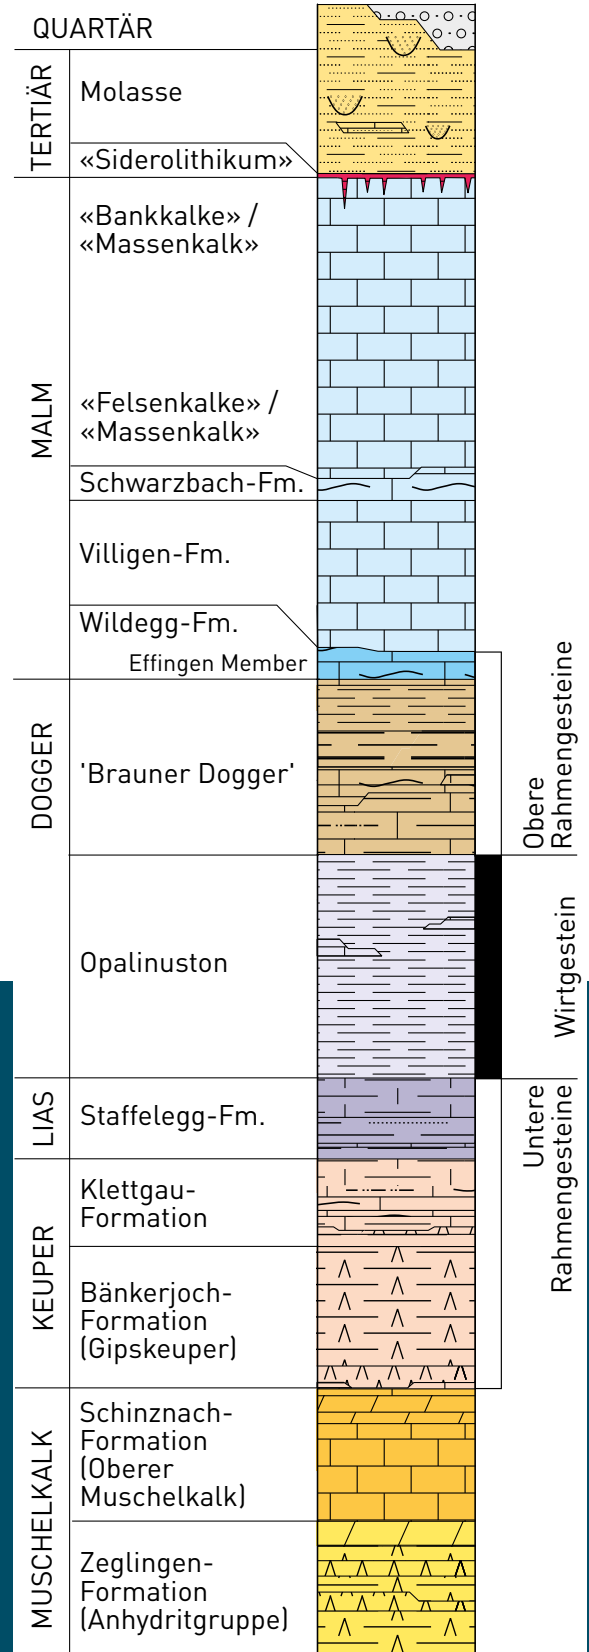 QUARTÄR
TERTIÄR
Molasse
«Siderolithikum»
MALM
«Bankkalke» /
«Massenkalk»
«Felsenkalke» /
«Massenkalk»
Schwarzbach-Fm.
Villigen-Fm.
Wildegg-Fm.
Effingen Member
DOGGER
'Brauner Dogger'
Obere
Rahmengesteine
Opalinuston
Wirtgestein
LIAS
Staffelegg-Fm.
Untere
Rahmengesteine
KEUPER
Klettgau-
Formation
Bänkerjoch-
Formation
(Gipskeuper)
MUSCHELKALK
Schinznach-
Formation
(Oberer
Muschelkalk)
Zeglingen-
Formation
(Anhydritgruppe)